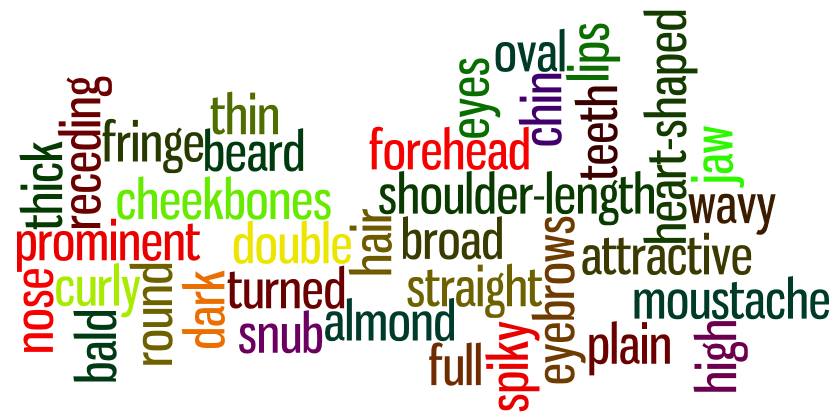 thick
receding
fringe
thin
beard
cheekbones
prominent
double
nose
curly
bald
round
dark
turned
snub
almond
hair
forehead
eyes
oval
chin
lips
teeth
heart-shaped
jaw
shoulder-length
wavy
broad
straight
eyebrows
attractive
moustache
full
spiky
plain
high